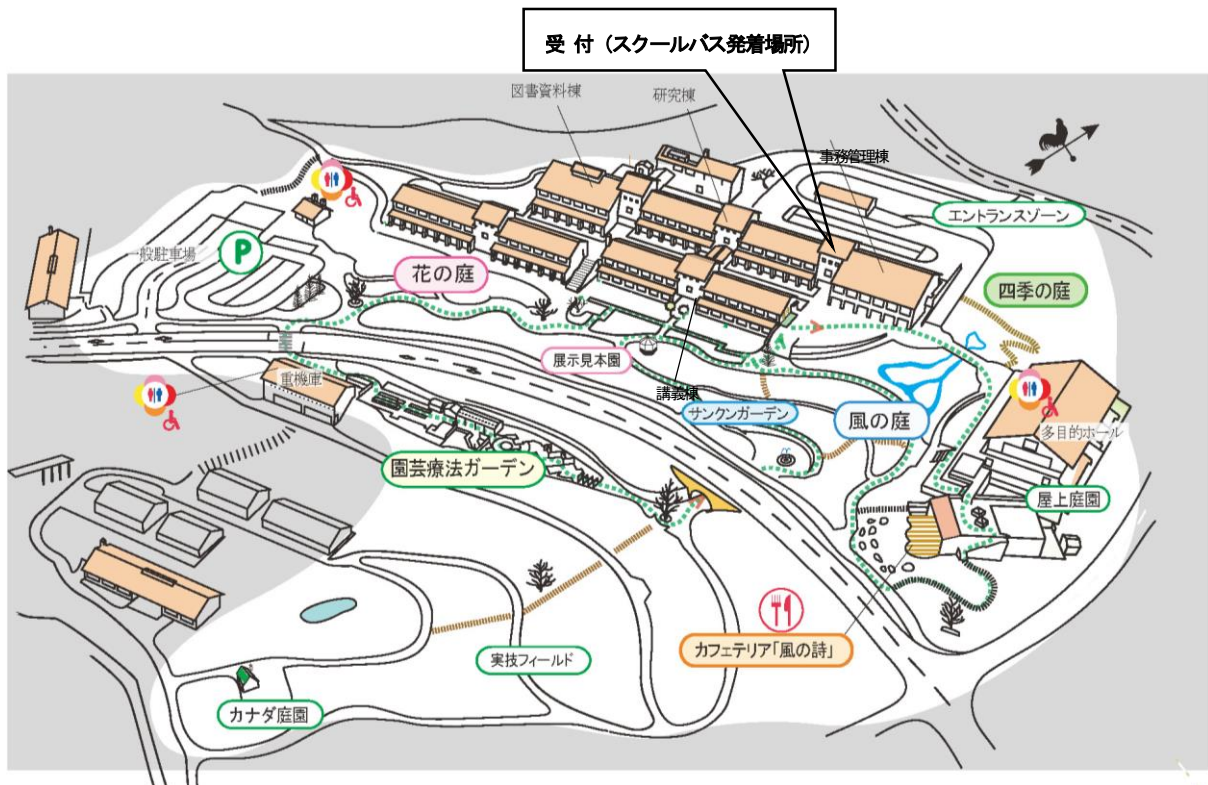 受 付（スクールバス発着場所）
図書資料棟
研究棟
事務管理棟
エントランスゾーン
一般駐車場
P
花の庭
四季の庭
展示見本園
重機庫
講義棟
サンクンガーデン
風の庭
多目的ホール
園芸療法ガーデン
屋上庭園
実技フィールド
カフェテリア「風の詩」
カナダ庭園